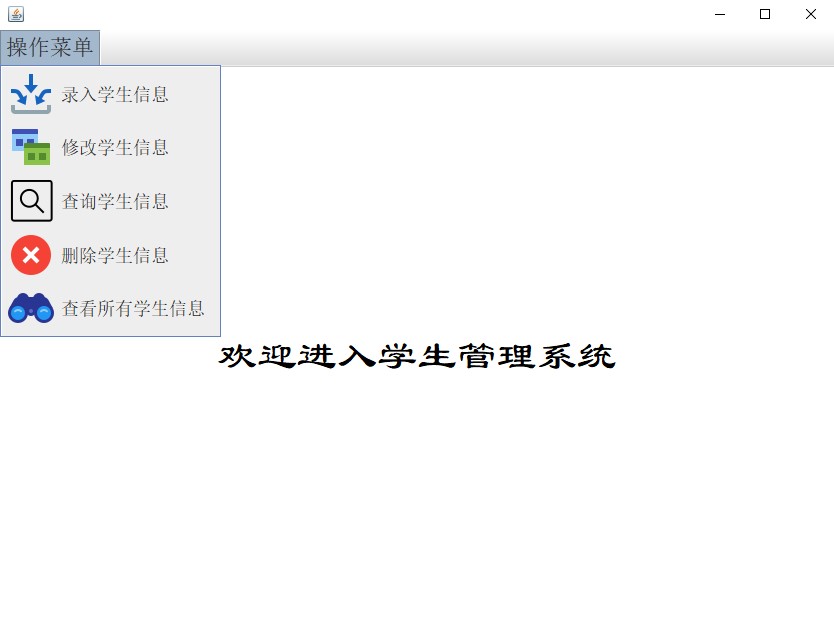 操作菜单
录入学生信息
修改学生信息
查询学生信息
删除学生信息
查看所有学生信息
欢迎进入学生管理系统